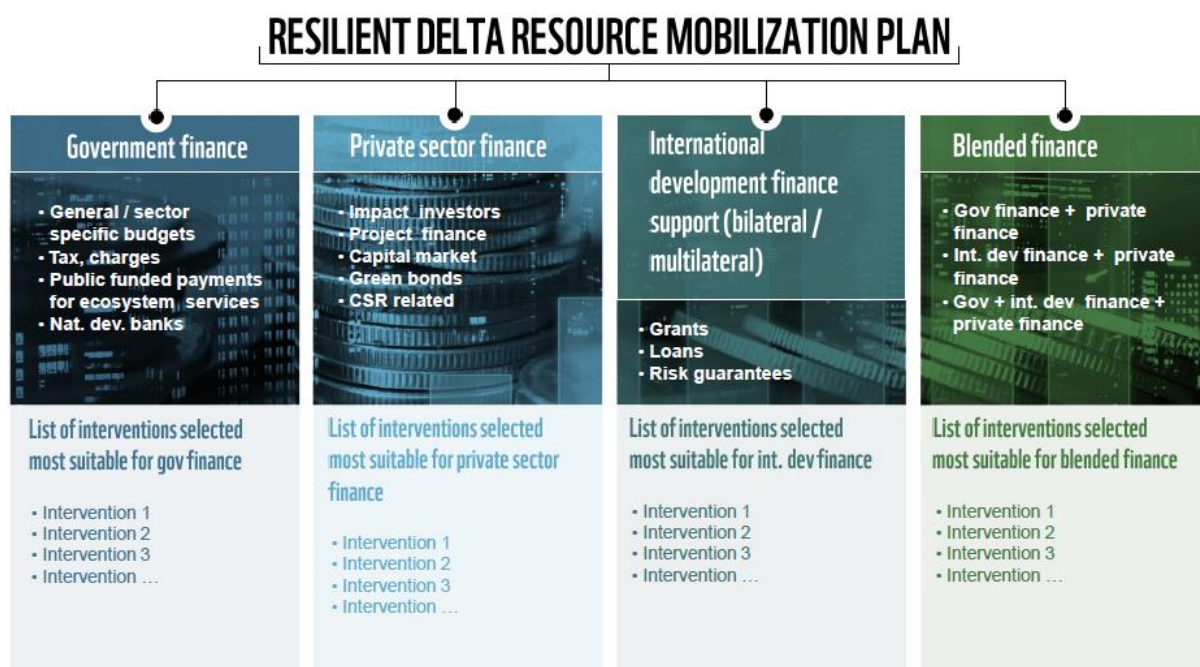 RESILIENT DELTA RESOURCE MOBILIZATION PLAN
Government finance
• General / sector
specific budgets
• Tax, charges
• Public funded payments
for ecosystem services
• Nat. dev. banks
List of interventions selected
most suitable for gov finance
• Intervention 1
• Intervention 2
• Intervention 3
• Intervention …
Private sector finance
• Impact investors
• Project finance
• Capital market
• Green bonds
• CSR related
List of interventions selected
most suitable for private sector
finance
• Intervention 1
• Intervention 2
• Intervention 3
• Intervention …
International
development finance
support (bilateral /
multilateral)
• Grants
• Loans
• Risk guarantees
List of interventions selected
most suitable for int. dev finance
• Intervention 1
• Intervention 2
• Intervention 3
• Intervention …
Blended finance
• Gov finance + private
finance
• Int. dev finance + private
finance
• Gov + int. dev finance +
private finance
List of interventions selected
most suitable for blended finance
• Intervention 1
• Intervention 2
• Intervention 3
• Intervention …